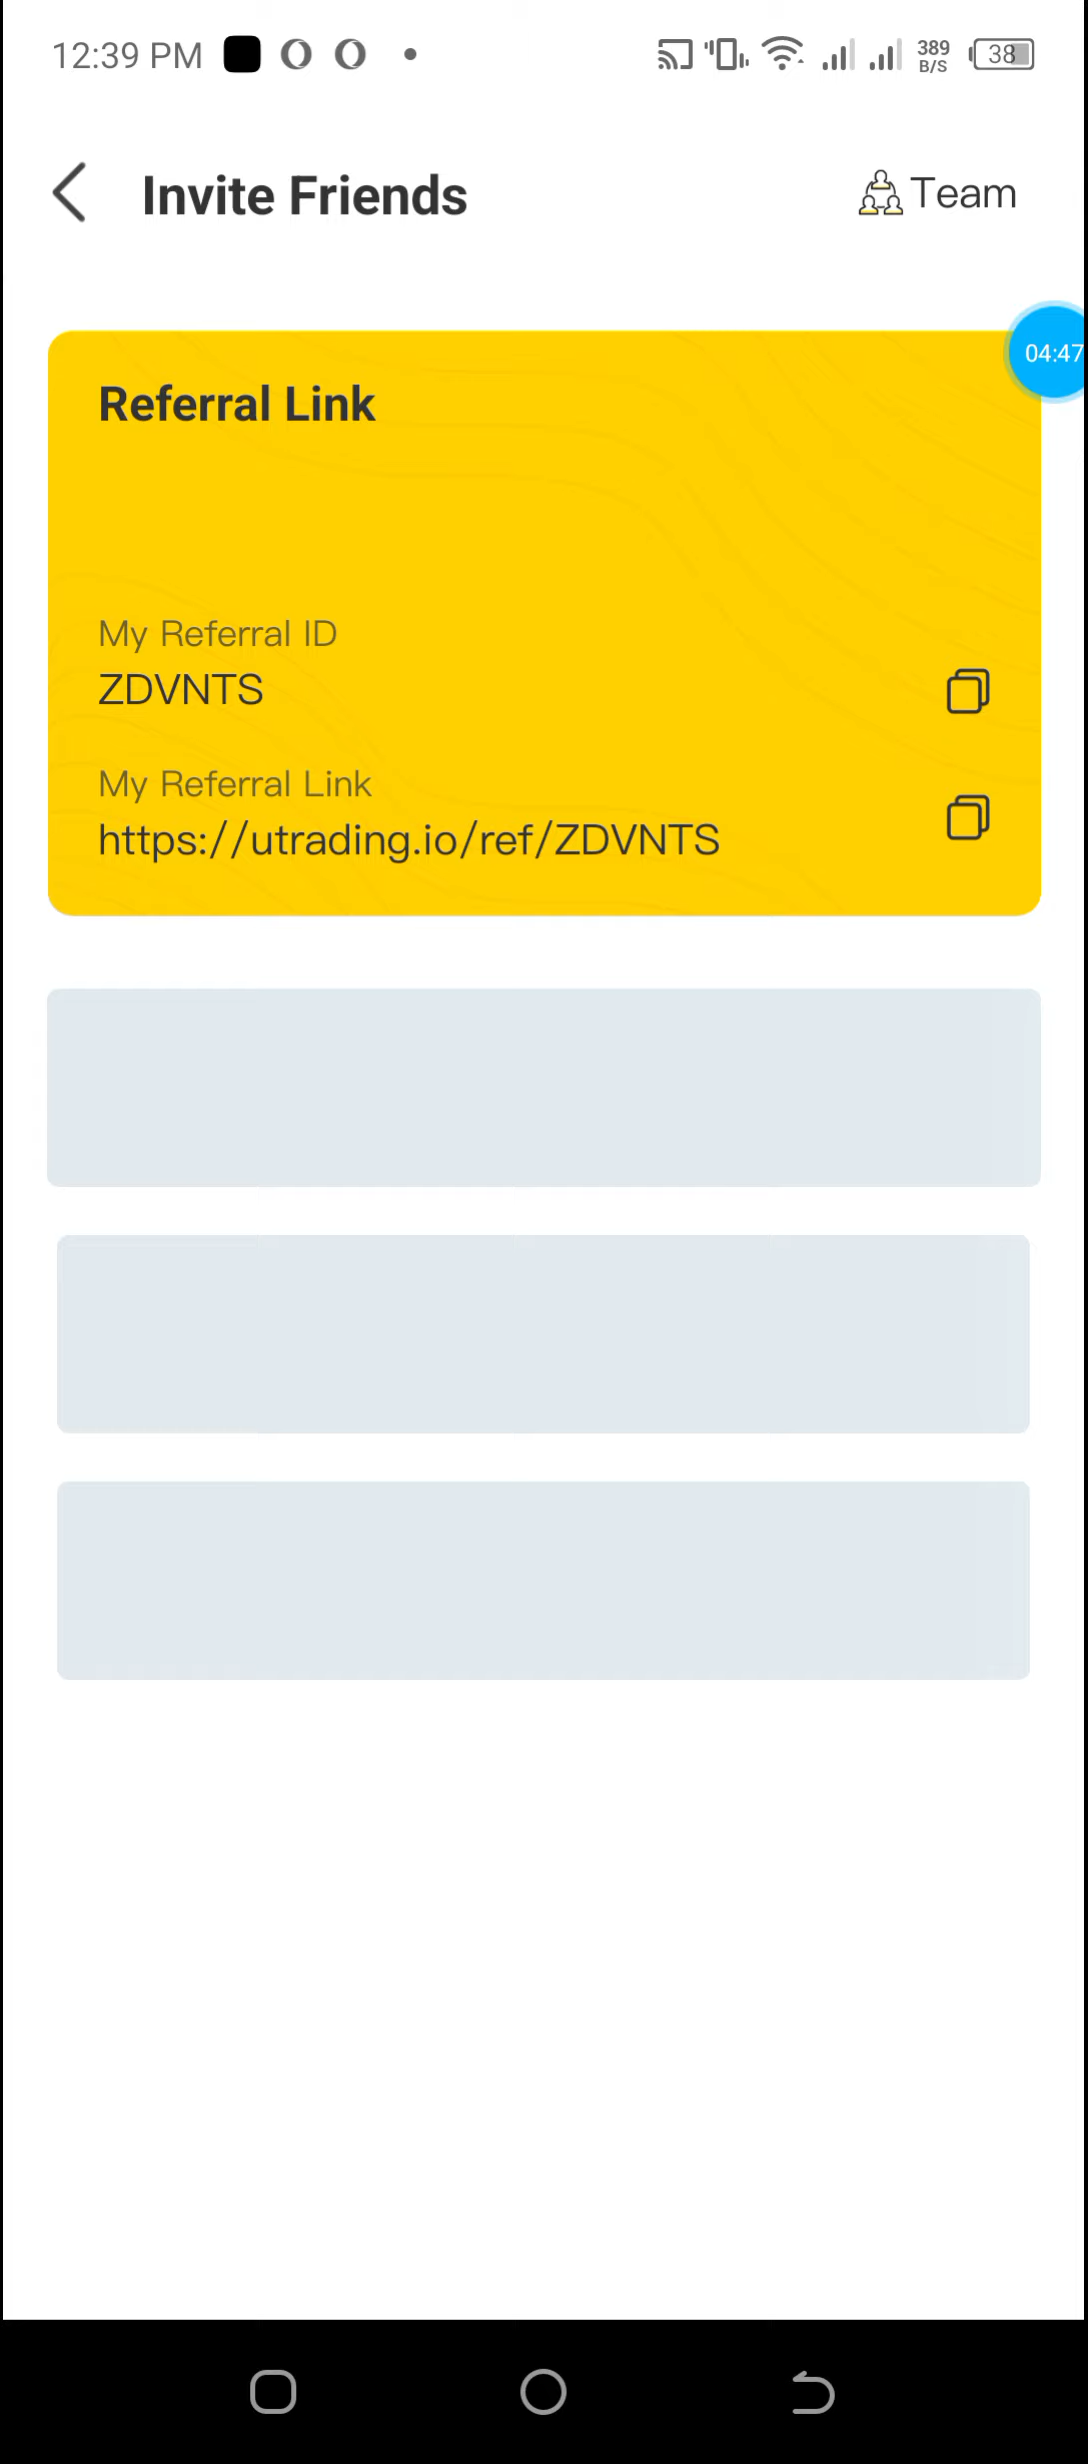 12:39 PM
389
B/S
38
Invite Friends
Team
04:47
Referral Link
My Referral ID
ZDVNTS
My Referral Link
https://utrading.io/ref/ZDVNTS